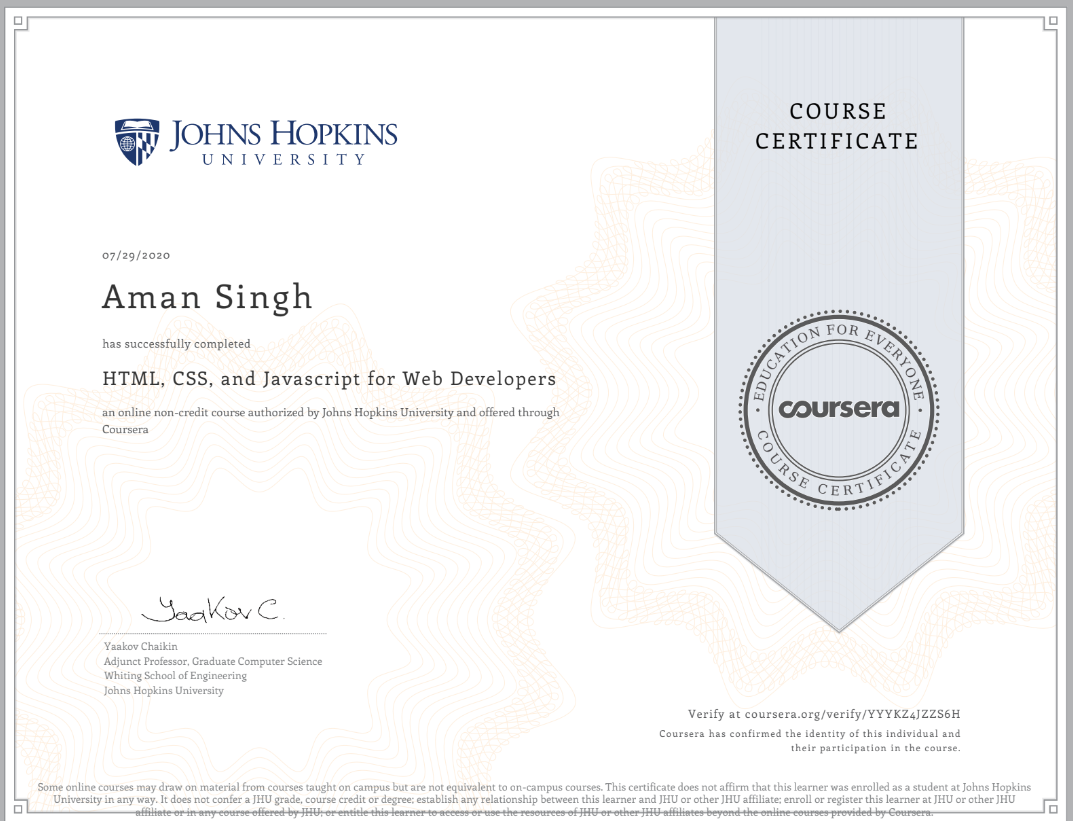 JOHNS HOPKINS
UNIVERSITY
COURSE
CERTIFICATE
07/29/2020
Aman Singh
has successfully completed
HTML, CSS, and Javascript for Web Developers
an online non-credit course authorized by Johns Hopkins University and offered through
Coursera
EDUCATION FOR EVERYONE
coursera
COURSE CERTIFICATE
Yaakov C.
Yaakov Chaikin
Adjunct Professor, Graduate Computer Science
Whiting School of Engineering
Johns Hopkins University
Verify at coursera.org/verify/YYYKZ4JZZS6H
Coursera has confirmed the identity of this individual and
their participation in the course.
Some online courses may draw on material from courses taught on campus but are not equivalent to on-campus courses. This certificate does not affirm that this learner was enrolled as a student at Johns Hopkins
University in any way. It does not confer a JHU grade, course credit or degree; establish any relationship between this learner and JHU or other JHU affiliate; enroll or register this learner at JHU or other JHU
affiliate or in any course offered by JHU; or entitle this learner to access or use the resources of JHU or other JHU affiliates beyond the online courses provided by Coursera.